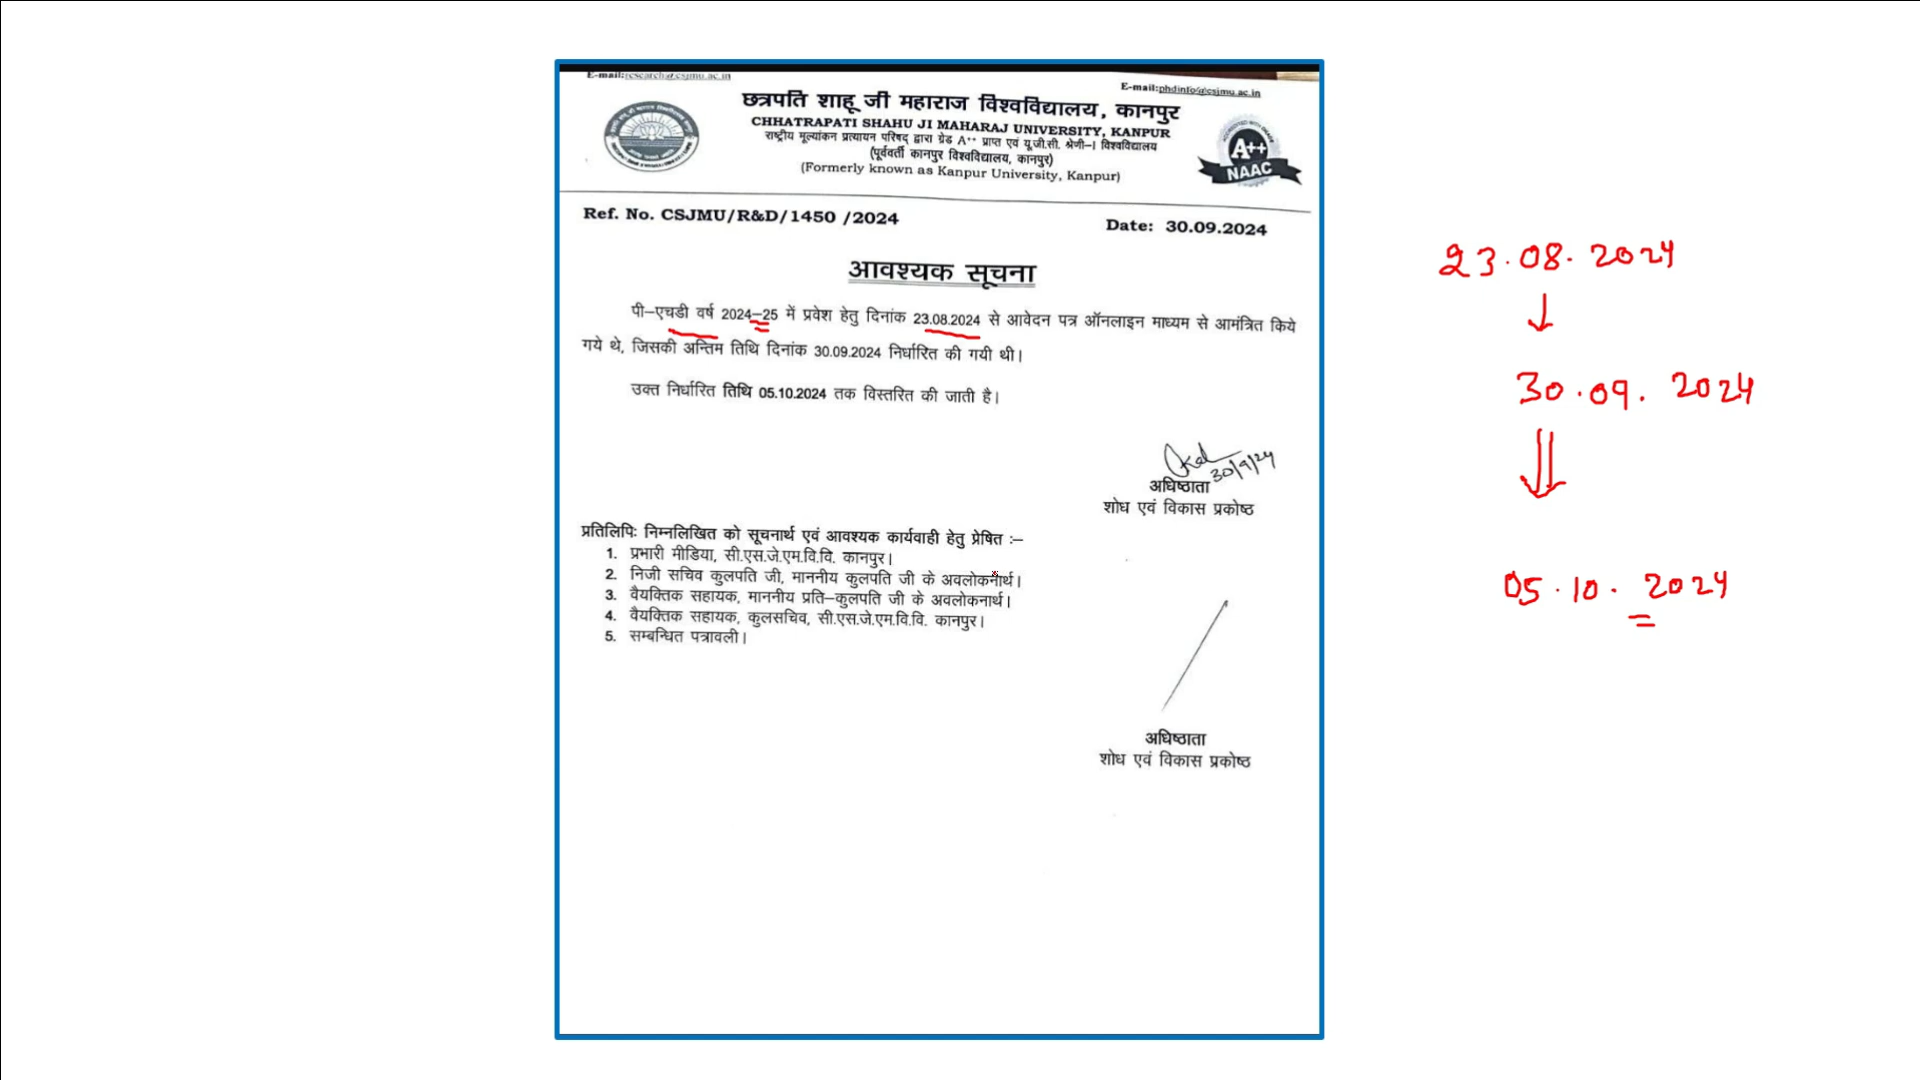 E-mail:research@csjmu.ac.in
E-mail:phdinfo@csjmu.ac.in
छत्रपति शाहू जी महाराज विश्वविद्यालय, कानपुर
CHHATRAPATI SHAHU JI MAHARAJ UNIVERSITY, KANPUR
राष्ट्रीय मूल्यांकन प्रत्यायन परिषद् द्वारा ग्रेड A++ प्राप्त एवं यू.जी.सी. श्रेणी–I विश्वविद्यालय
(पूर्ववर्ती कानपुर विश्वविद्यालय, कानपुर)
(Formerly known as Kanpur University, Kanpur)
A++
NAAC
Ref. No. CSJMU/R&D/1450 /2024
Date: 30.09.2024
आवश्यक सूचना
पी–एचडी वर्ष 2024–25 में प्रवेश हेतु दिनांक 23.08.2024 से आवेदन पत्र ऑनलाइन माध्यम से आमंत्रित किये
गये थे, जिसकी अन्तिम तिथि दिनांक 30.09.2024 निर्धारित की गयी थी।
उक्त निर्धारित तिथि 05.10.2024 तक विस्तरित की जाती है।
30/9/24
अधिष्ठाता
शोध एवं विकास प्रकोष्ठ
प्रतिलिपिः निम्नलिखित को सूचनार्थ एवं आवश्यक कार्यवाही हेतु प्रेषित :–
1. प्रभारी मीडिया, सी.एस.जे.एम.वि.वि. कानपुर।
2. निजी सचिव कुलपति जी, माननीय कुलपति जी के अवलोकनार्थ।
3. वैयक्तिक सहायक, माननीय प्रति–कुलपति जी के अवलोकनार्थ।
4. वैयक्तिक सहायक, कुलसचिव, सी.एस.जे.एम.वि.वि. कानपुर।
5. सम्बन्धित पत्रावली।
अधिष्ठाता
शोध एवं विकास प्रकोष्ठ
23.08.2024
30.09.2024
05.10.2024